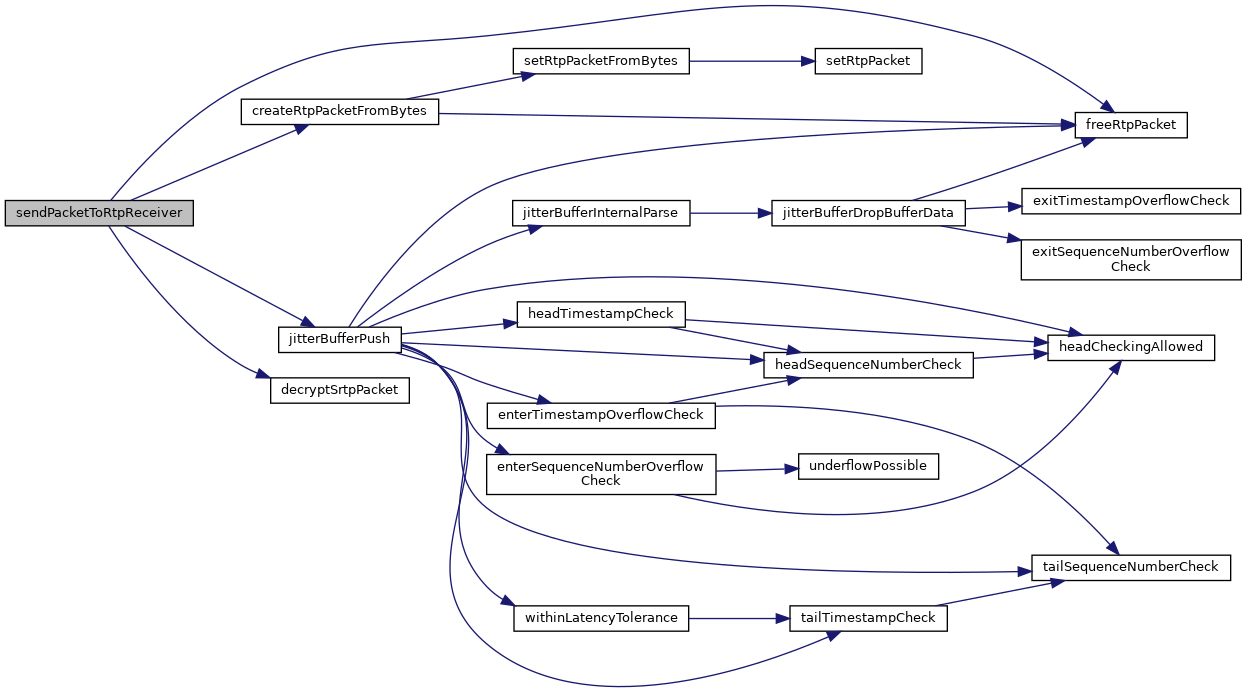 sendPacketToRtpReceiver
createRtpPacketFromBytes
jitterBufferPush
decryptSrtpPacket
setRtpPacketFromBytes
jitterBufferInternalParse
headTimestampCheck
enterTimestampOverflowCheck
enterSequenceNumberOverflow
Check
withinLatencyTolerance
setRtpPacket
jitterBufferDropBufferData
headSequenceNumberCheck
underflowPossible
tailTimestampCheck
freeRtpPacket
exitTimestampOverflowCheck
exitSequenceNumberOverflow
Check
headCheckingAllowed
tailSequenceNumberCheck